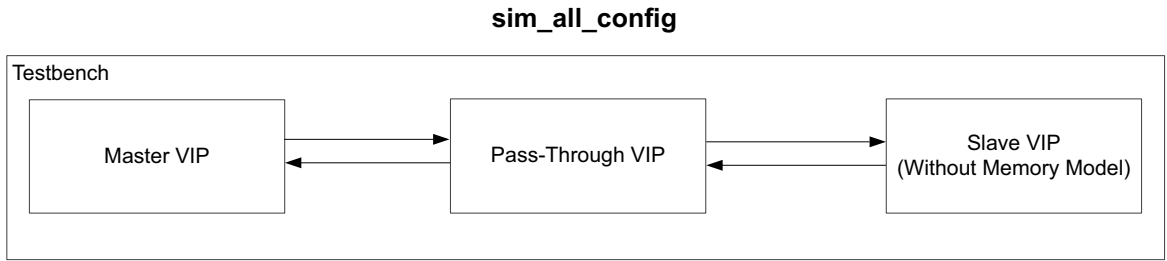 sim_all_config
Testbench
Master VIP
Pass-Through VIP
Slave VIP
(Without Memory Model)